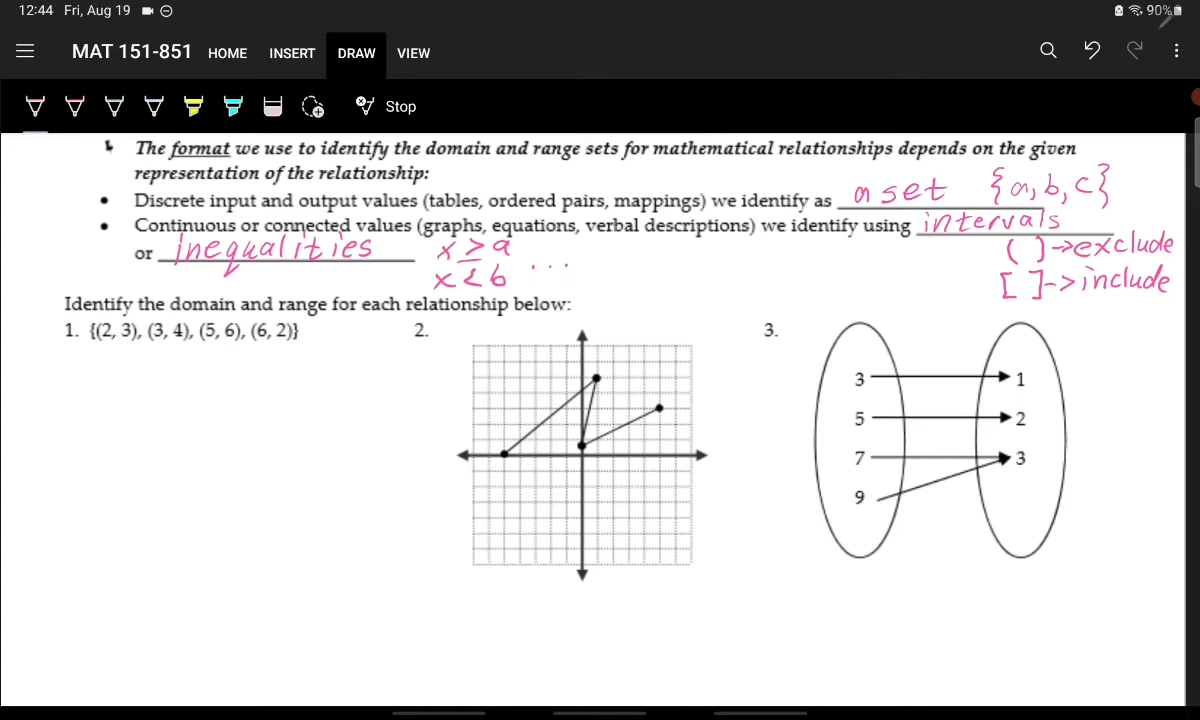 12:44 Fri, Aug 19 90%
MAT 151-851 HOME INSERT DRAW VIEW
Stop
The format we use to identify the domain and range sets for mathematical relationships depends on the given
representation of the relationship:
• Discrete input and output values (tables, ordered pairs, mappings) we identify as a set {a,b,c}
• Continuous or connected values (graphs, equations, verbal descriptions) we identify using intervals
or inequalities x ≥ a ( ) → exclude
x < b ... [ ] -> include
Identify the domain and range for each relationship below:
1. {(2, 3), (3, 4), (5, 6), (6, 2)} 2. 3.
3 1
5 2
7 3
9